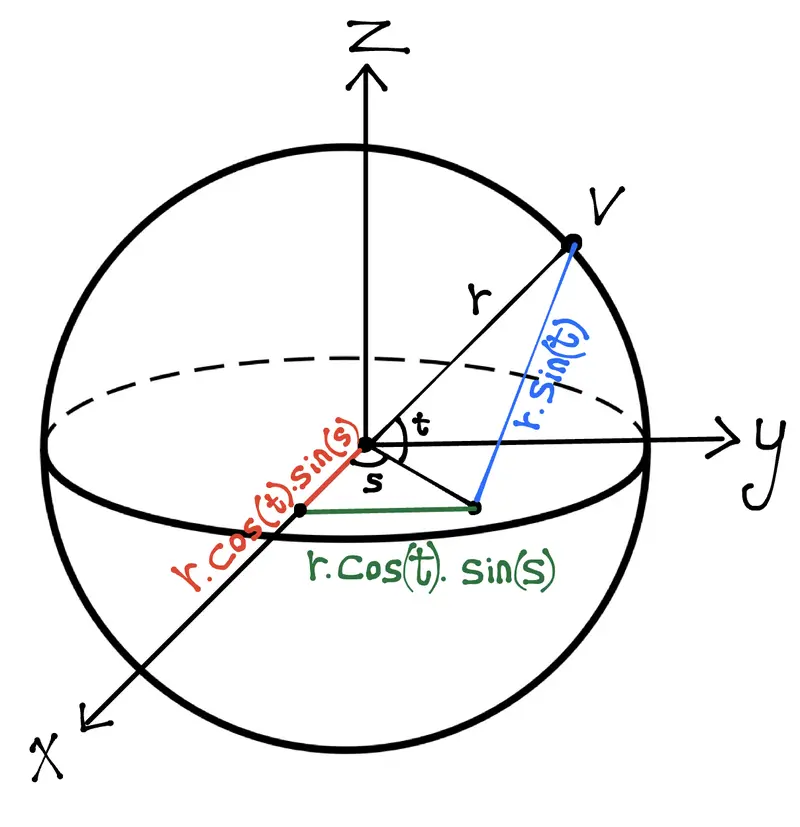 Z
V
r
r.sin(t)
t
y
r.cos(t).sin(s)
s
r.cos(t). sin(s)
x